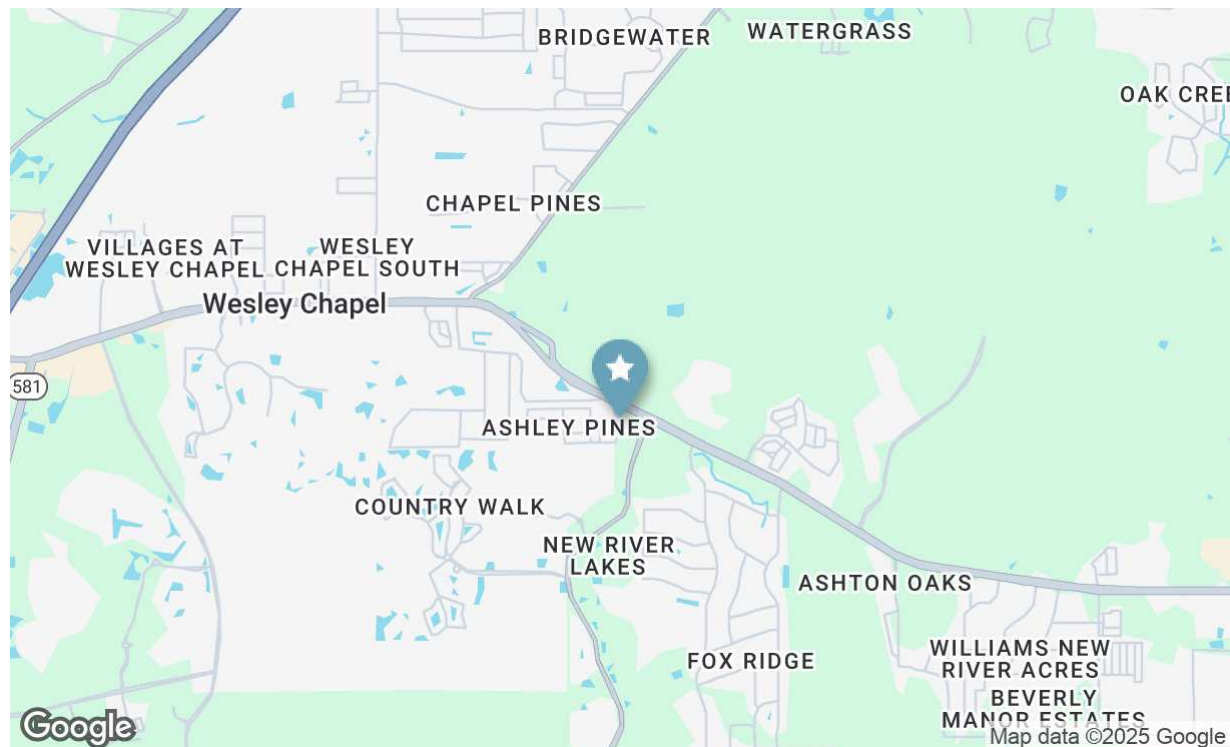 BRIDGEWATER
WATERGRASS
OAK CREE
CHAPEL PINES
VILLAGES AT
WESLEY CHAPEL
WESLEY
CHAPEL SOUTH
Wesley Chapel
581
ASHLEY PINES
COUNTRY WALK
NEW RIVER
LAKES
ASHTON OAKS
FOX RIDGE
WILLIAMS NEW
RIVER ACRES
BEVERLY
MANOR ESTATES
Google
Map data ©2025 Google